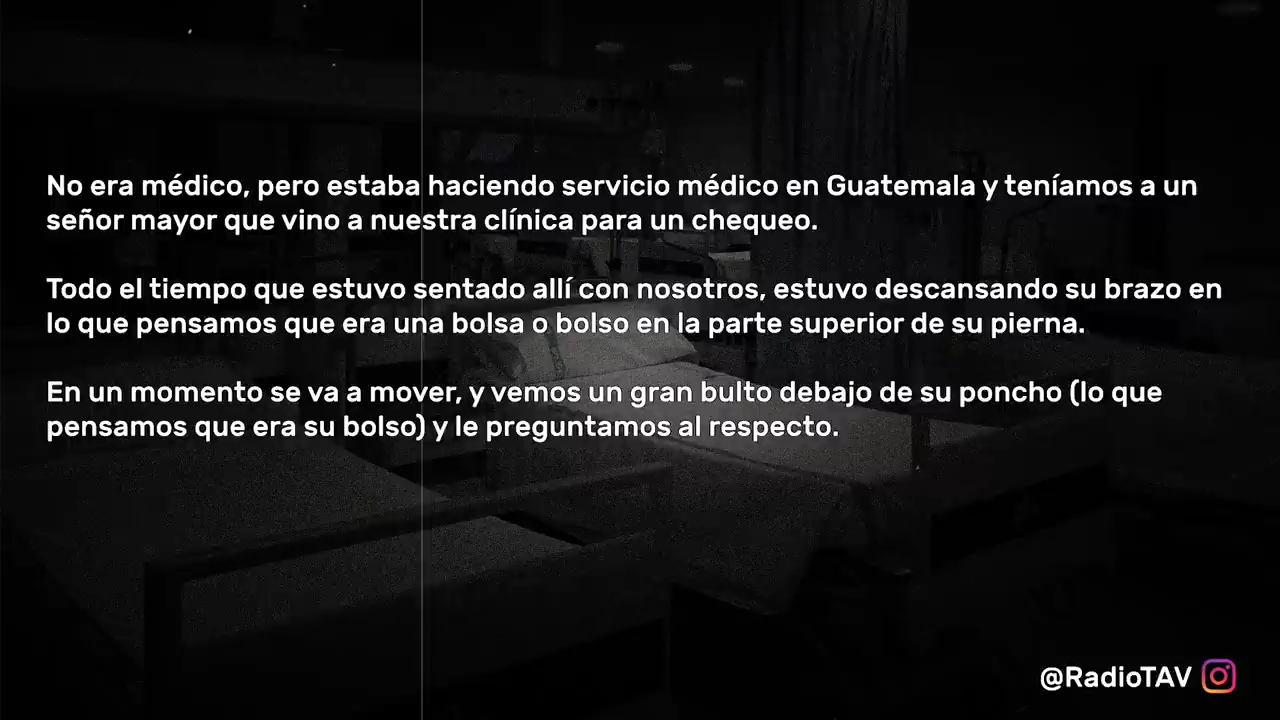 No era médico, pero estaba haciendo servicio médico en Guatemala y teníamos a un
señor mayor que vino a nuestra clínica para un chequeo.
Todo el tiempo que estuvo sentado allí con nosotros, estuvo descansando su brazo en
lo que pensamos que era una bolsa o bolso en la parte superior de su pierna.
En un momento se va a mover, y vemos un gran bulto debajo de su poncho (lo que
pensamos que era su bolso) y le preguntamos al respecto.
@RadioTAV